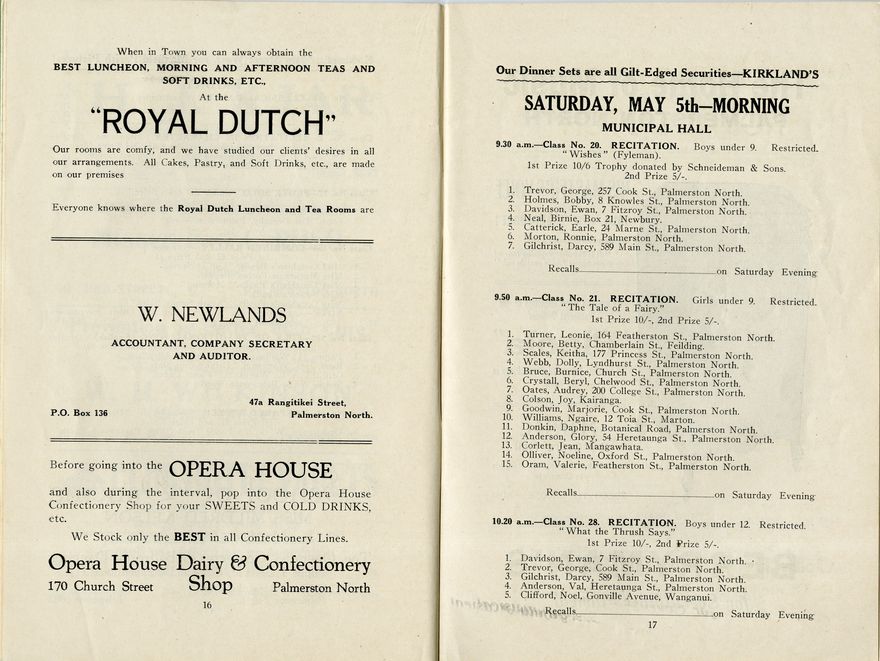 When in Town you can always obtain the
BEST LUNCHEON, MORNING AND AFTERNOON TEAS AND
SOFT DRINKS, ETC.,
At the
"ROYAL DUTCH"
Our rooms are comfy, and we have studied our clients' desires in all
our arrangements. All Cakes, Pastry, and Soft Drinks, etc., are made
on our premises
Everyone knows where the Royal Dutch Luncheon and Tea Rooms are
W. NEWLANDS
ACCOUNTANT, COMPANY SECRETARY
AND AUDITOR.
47a Rangitikei Street,
P.O. Box 136 Palmerston North.
Before going into the OPERA HOUSE
and also during the interval, pop into the Opera House
Confectionery Shop for your SWEETS and COLD DRINKS,
etc.
We Stock only the BEST in all Confectionery Lines.
Opera House Dairy & Confectionery
170 Church Street Shop Palmerston North
16
Our Dinner Sets are all Gilt-Edged Securities—KIRKLAND'S
SATURDAY, MAY 5th—MORNING
MUNICIPAL HALL
9.30 a.m.—Class No. 20. RECITATION. Boys under 9. Restricted.
"Wishes" (Fyleman).
1st Prize 10/6 Trophy donated by Schneideman & Sons.
2nd Prize 5/-.
1. Trevor, George, 257 Cook St., Palmerston North.
2. Holmes, Bobby, 8 Knowles St., Palmerston North.
3. Davidson, Ewan, 7 Fitzroy St., Palmerston North.
4. Neal, Birnie, Box 21, Newbury.
5. Catterick, Earle, 24 Marne St., Palmerston North.
6. Morton, Ronnie, Palmerston North.
7. Gilchrist, Darcy, 589 Main St., Palmerston North.
Recalls on Saturday Evening
9.50 a.m.—Class No. 21. RECITATION. Girls under 9. Restricted.
"The Tale of a Fairy."
1st Prize 10/-, 2nd Prize 5/-.
1. Turner, Leonie, 164 Featherston St., Palmerston North.
2. Moore, Betty, Chamberlain St., Feilding.
3. Scales, Keitha, 177 Princess St., Palmerston North.
4. Webb, Dolly, Lyndhurst St., Palmerston North.
5. Bruce, Burnice, Church St., Palmerston North.
6. Crystall, Beryl, Chelwood St., Palmerston North.
7. Oates, Audrey, 200 College St., Palmerston North.
8. Colson, Joy, Kairanga.
9. Goodwin, Marjorie, Cook St., Palmerston North.
10. Williams, Ngaire, 12 Toia St., Marton.
11. Donkin, Daphne, Botanical Road, Palmerston North.
12. Anderson, Glory, 54 Heretaunga St., Palmerston North.
13. Corlett, Jean, Mangawhata.
14. Olliver, Noeline, Oxford St., Palmerston North.
15. Oram, Valerie, Featherston St., Palmerston North.
Recalls on Saturday Evening
10.20 a.m.—Class No. 28. RECITATION. Boys under 12. Restricted.
"What the Thrush Says."
1st Prize 10/-, 2nd Prize 5/-.
1. Davidson, Ewan, 7 Fitzroy St., Palmerston North.
2. Trevor, George, Cook St., Palmerston North.
3. Gilchrist, Darcy, 589 Main St., Palmerston North.
4. Anderson, Val, Heretaunga St., Palmerston North.
5. Clifford, Noel, Gonville Avenue, Wanganui.
Recalls on Saturday Evening
17